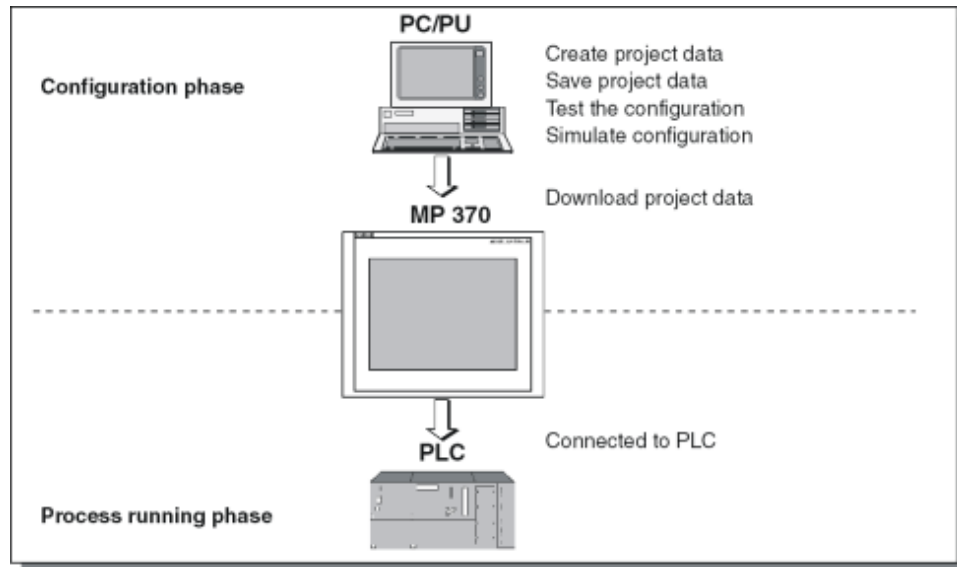 PC/PU
Configuration phase
Create project data
Save project data
Test the configuration
Simulate configuration
Download project data
MP 370
Connected to PLC
PLC
Process running phase